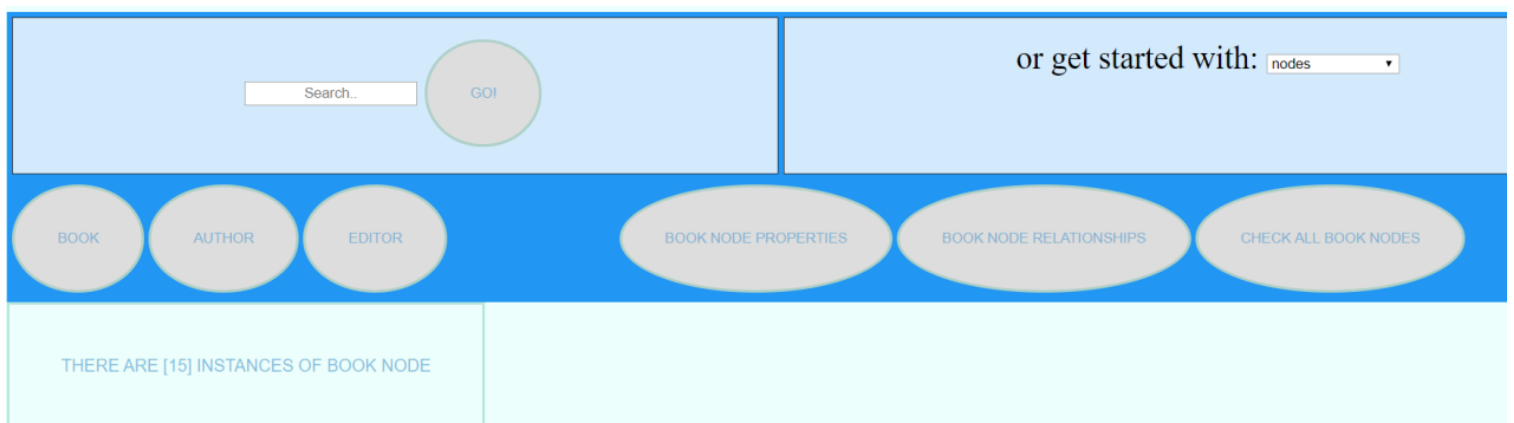 Search..
GO!
or get started with: nodes
BOOK AUTHOR EDITOR BOOK NODE PROPERTIES BOOK NODE RELATIONSHIPS CHECK ALL BOOK NODES
THERE ARE [15] INSTANCES OF BOOK NODE